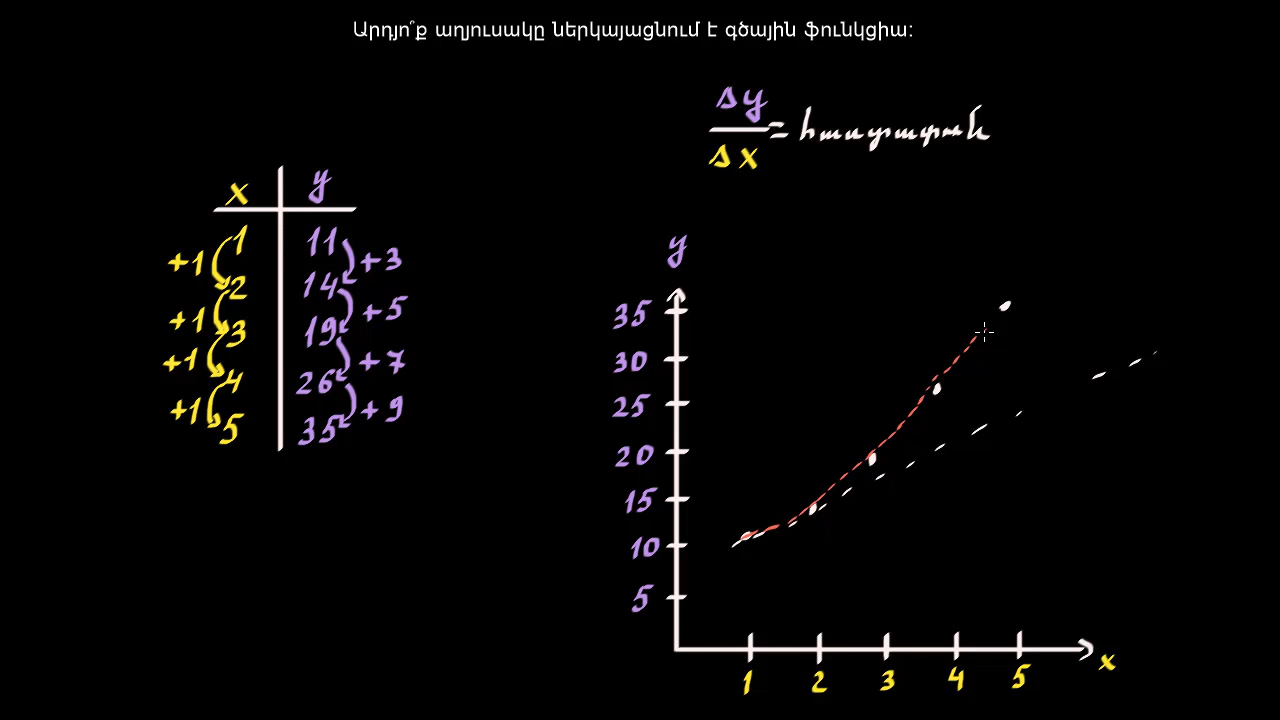 Արդյո՞ք աղյուսակը ներկայացնում է գծային ֆունկցիա:
Δy
Δx
= հաստատան
x y
1 11
+1 +3
2 14
+1 +5
3 19
+1 +7
4 26
+1 +9
5 35
y
35
30
25
20
15
10
5
1 2 3 4 5 x